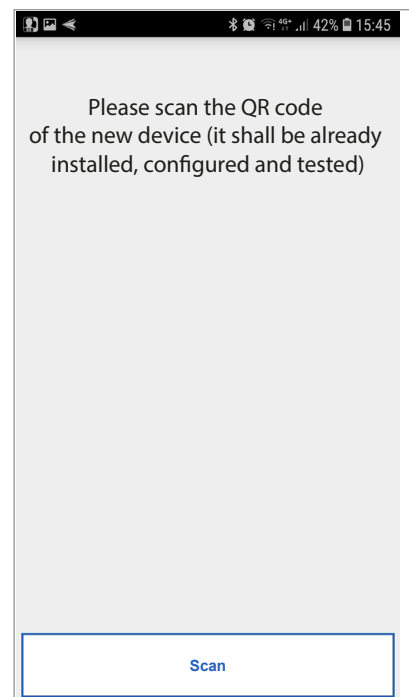 4G+ 42% 15:45
Please scan the QR code
of the new device (it shall be already
installed, configured and tested)
Scan